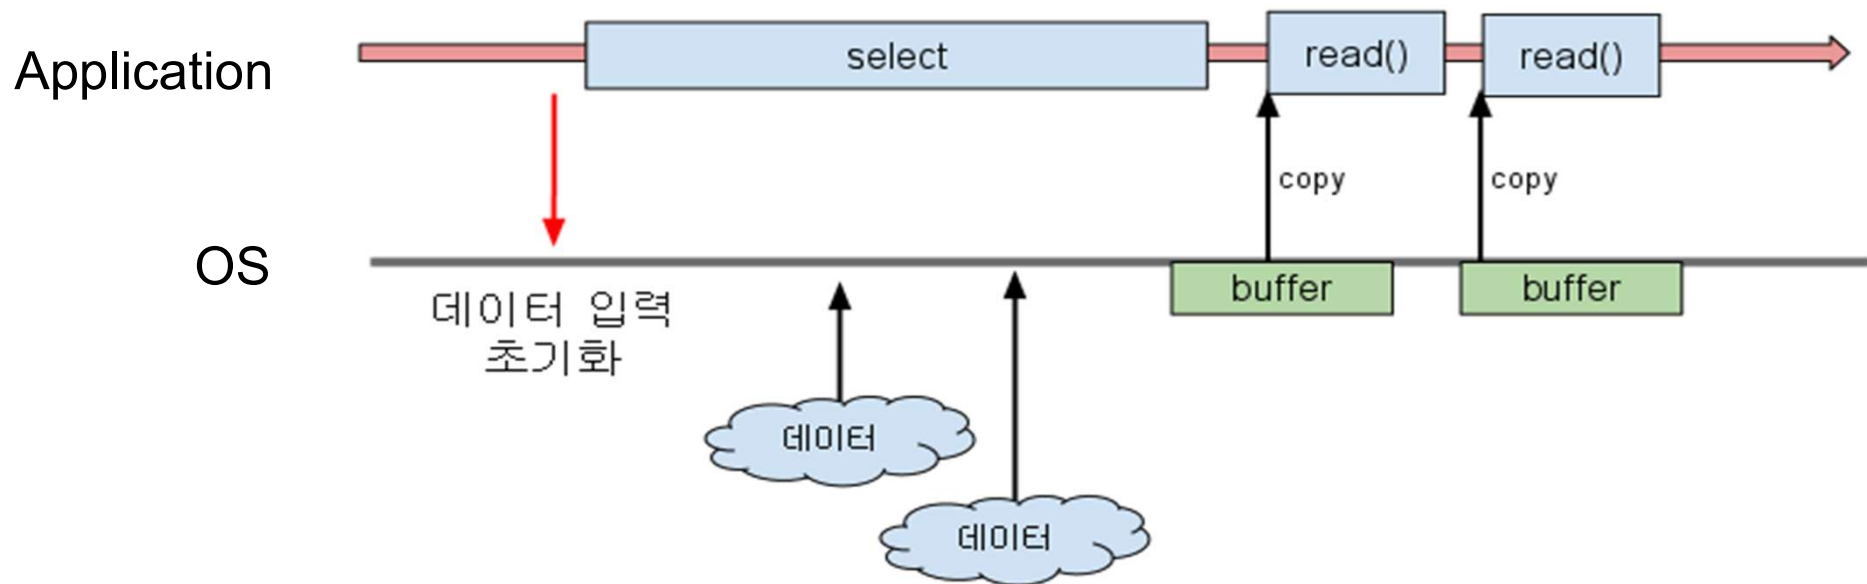 Application
select
read()
read()
copy
copy
OS
buffer
buffer
데이터 입력
초기화
데이터
데이터